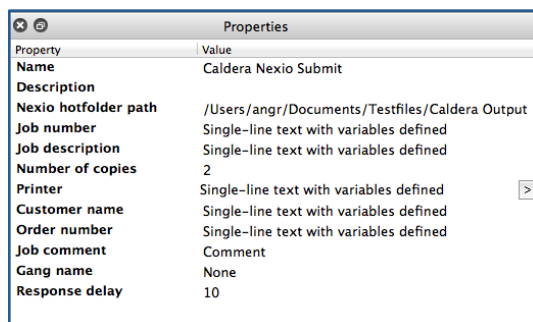 Properties
Property Value
Name Caldera Nexio Submit
Description
Nexio hotfolder path /Users/angr/Documents/Testfiles/Caldera Output
Job number Single-line text with variables defined
Job description Single-line text with variables defined
Number of copies 2
Printer Single-line text with variables defined >
Customer name Single-line text with variables defined
Order number Single-line text with variables defined
Job comment Comment
Gang name None
Response delay 10